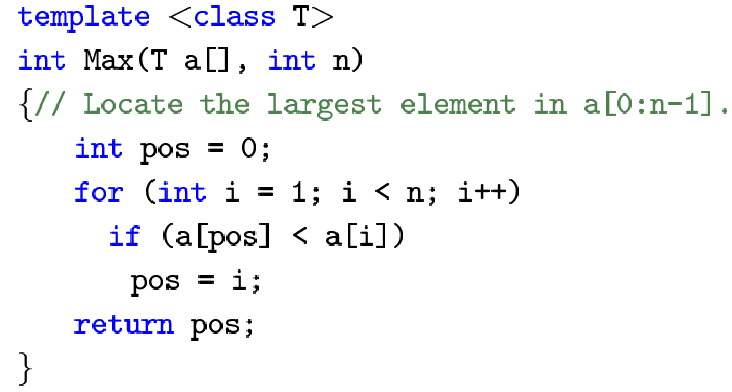 template <class T>
int Max(T a[], int n)
{// Locate the largest element in a[0:n-1].
int pos = 0;
for (int i = 1; i < n; i++)
if (a[pos] < a[i])
pos = i;
return pos;
}